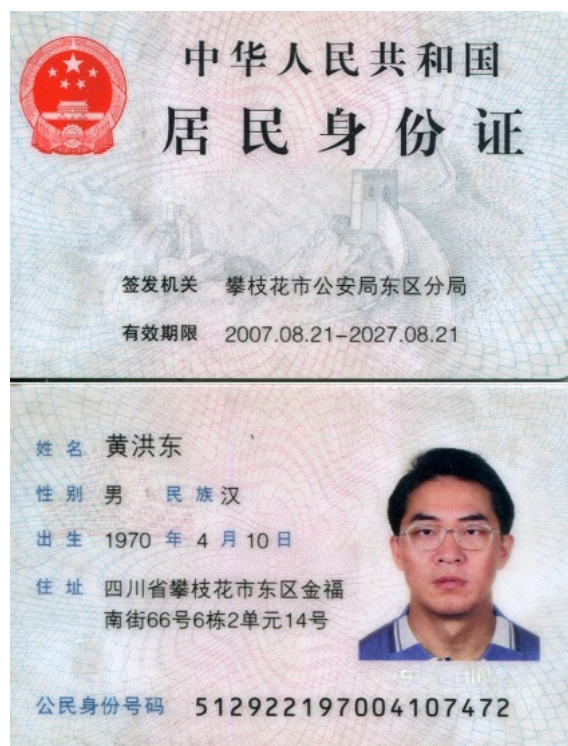 中华人民共和国
居民身份证
签发机关 攀枝花市公安局东区分局
有效期限 2007.08.21-2027.08.21
姓名 黄洪东
性别 男 民族 汉
出生 1970 年 4 月 10 日
住址 四川省攀枝花市东区金福
南街66号6栋2单元14号
公民身份号码 512922197004107472